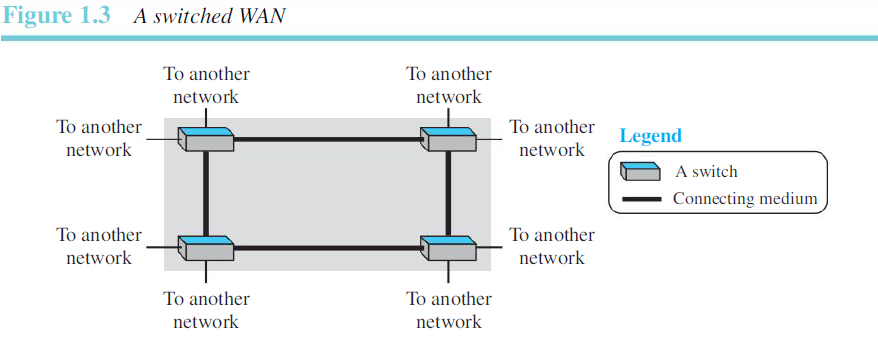 Figure 1.3 A switched WAN
To another
network
To another
network
To another
network
To another
network
Legend
A switch
Connecting medium
To another
network
To another
network
To another
network
To another
network